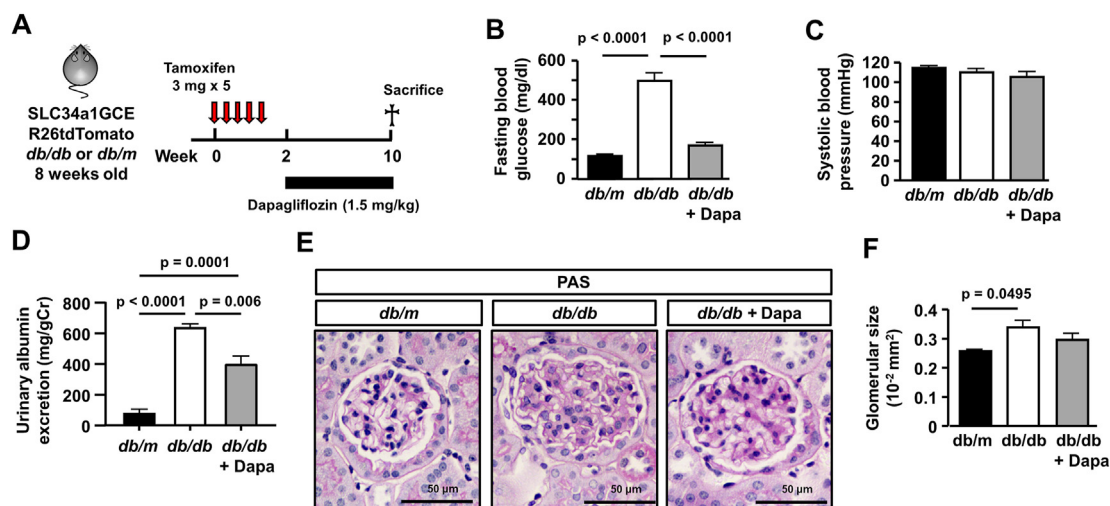 A
Tamoxifen
3 mg x 5
Sacrifice
SLC34a1GCE
R26tdTomato
db/db or db/m
8 weeks old
Week 0 2 10
Dapagliflozin (1.5 mg/kg)
B
p < 0.0001 p < 0.0001
Fasting blood
glucose (mg/dl)
600
400
200
0
db/m db/db db/db
+ Dapa
C
Systolic blood
pressure (mmHg)
120
100
80
60
40
20
0
db/m db/db db/db
+ Dapa
D
p = 0.0001
p < 0.0001 p = 0.006
Urinary albumin
excretion (mg/gCr)
800
600
400
200
0
db/m db/db db/db
+ Dapa
E
PAS
db/m db/db db/db + Dapa
50 µm 50 µm 50 µm
F
p = 0.0495
Glomerular size
(10-2 mm2)
0.4
0.3
0.2
0.1
0
db/m db/db db/db
+ Dapa